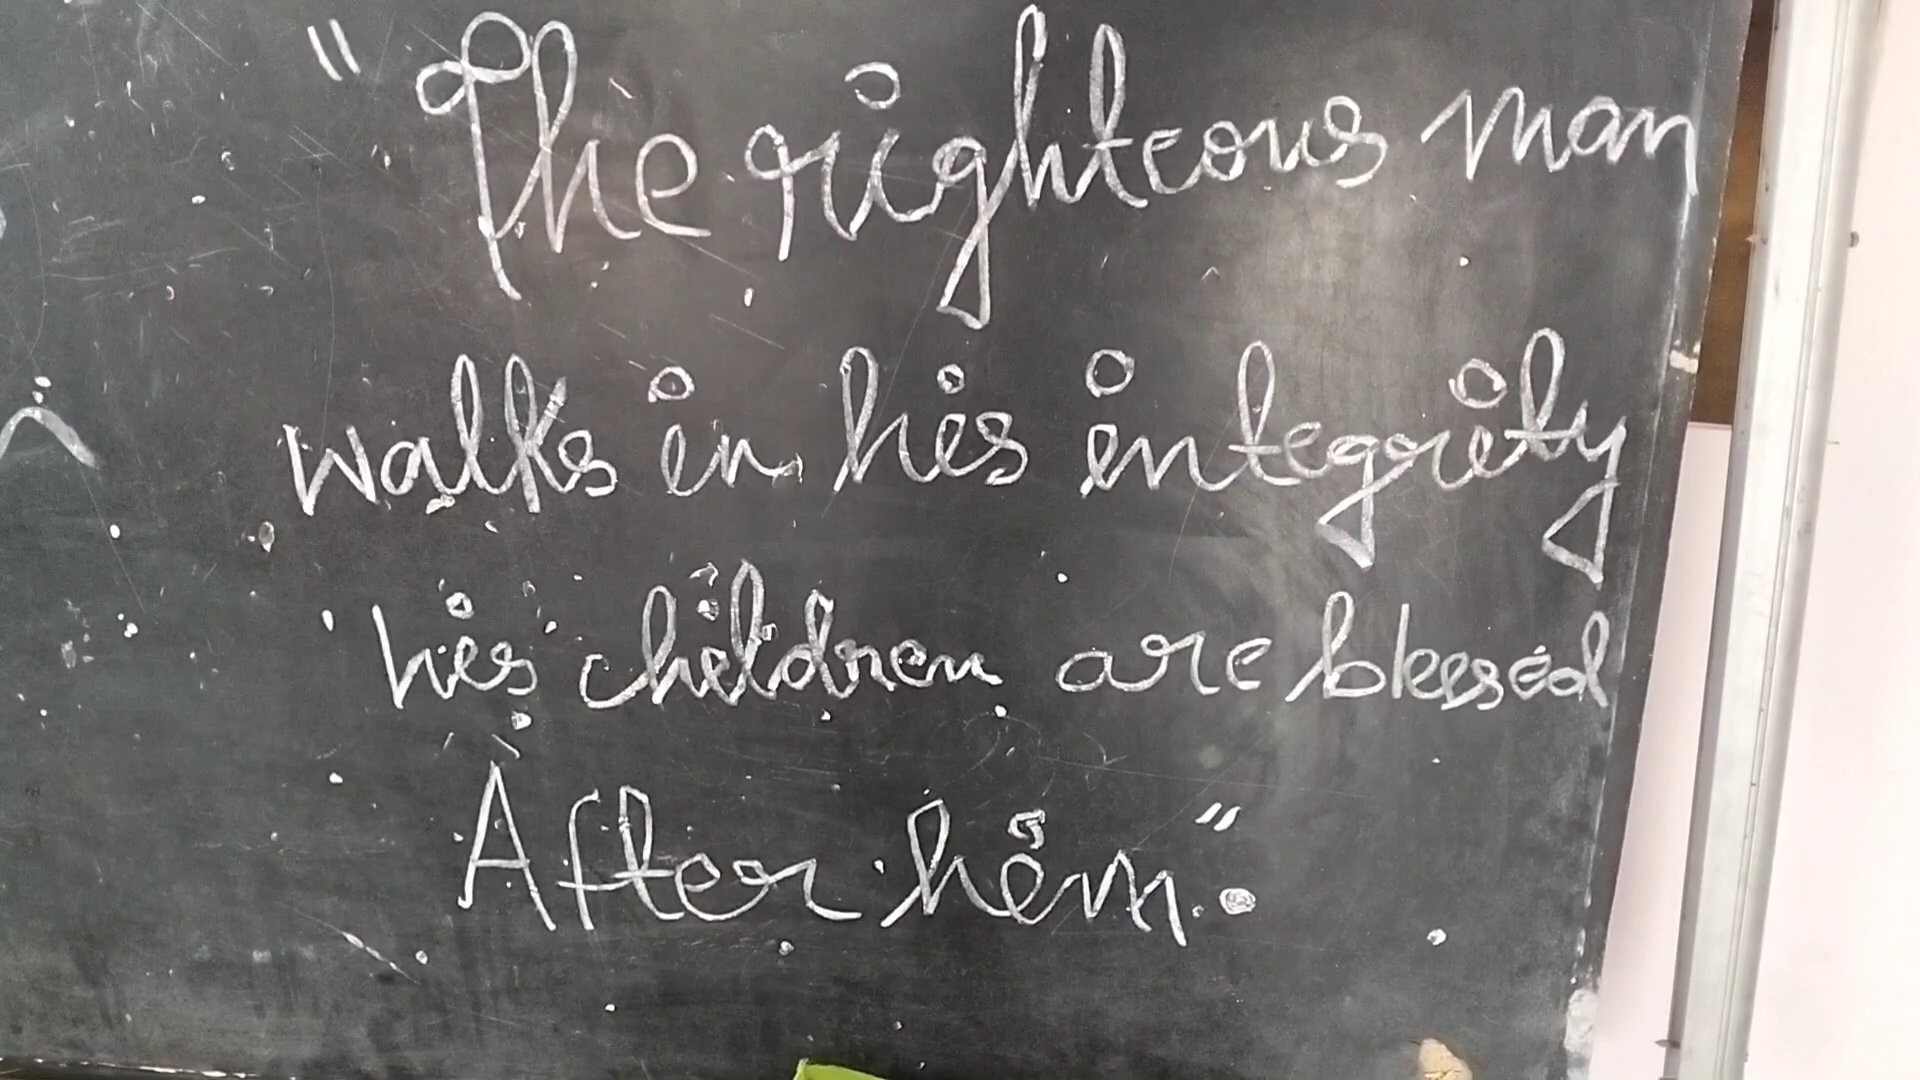 "The righteous man
walks in his integrity
his children are blessed
After him".